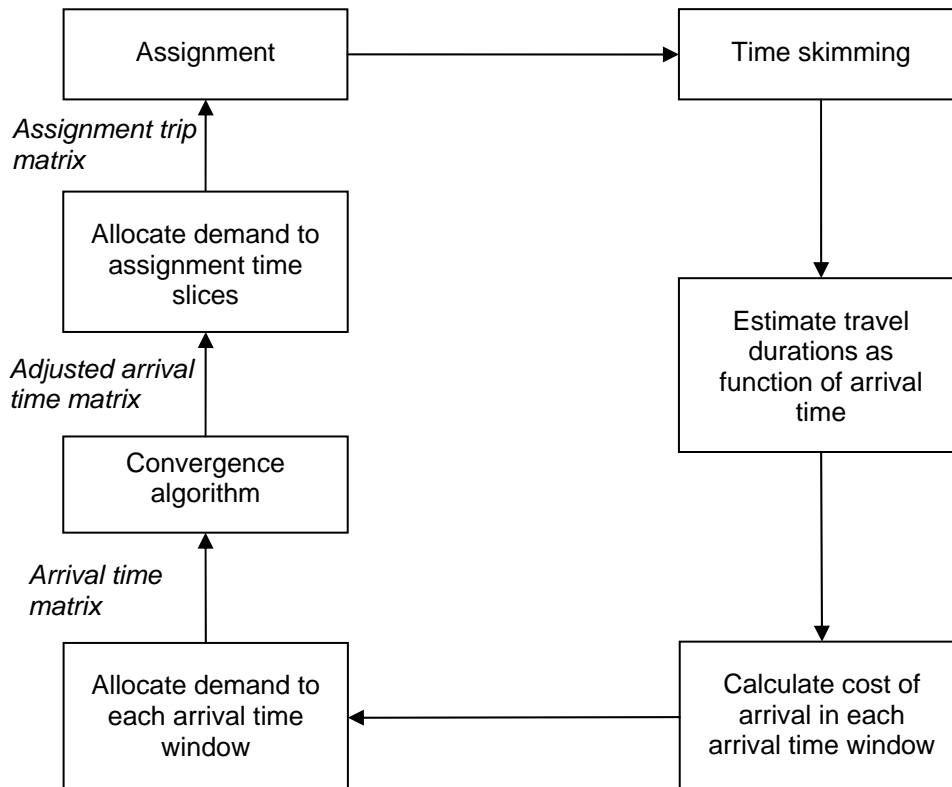 Assignment
Time skimming
Assignment trip
matrix
Allocate demand to
assignment time
slices
Estimate travel
durations as
function of arrival
time
Adjusted arrival
time matrix
Convergence
algorithm
Arrival time
matrix
Allocate demand to
each arrival time
window
Calculate cost of
arrival in each
arrival time window